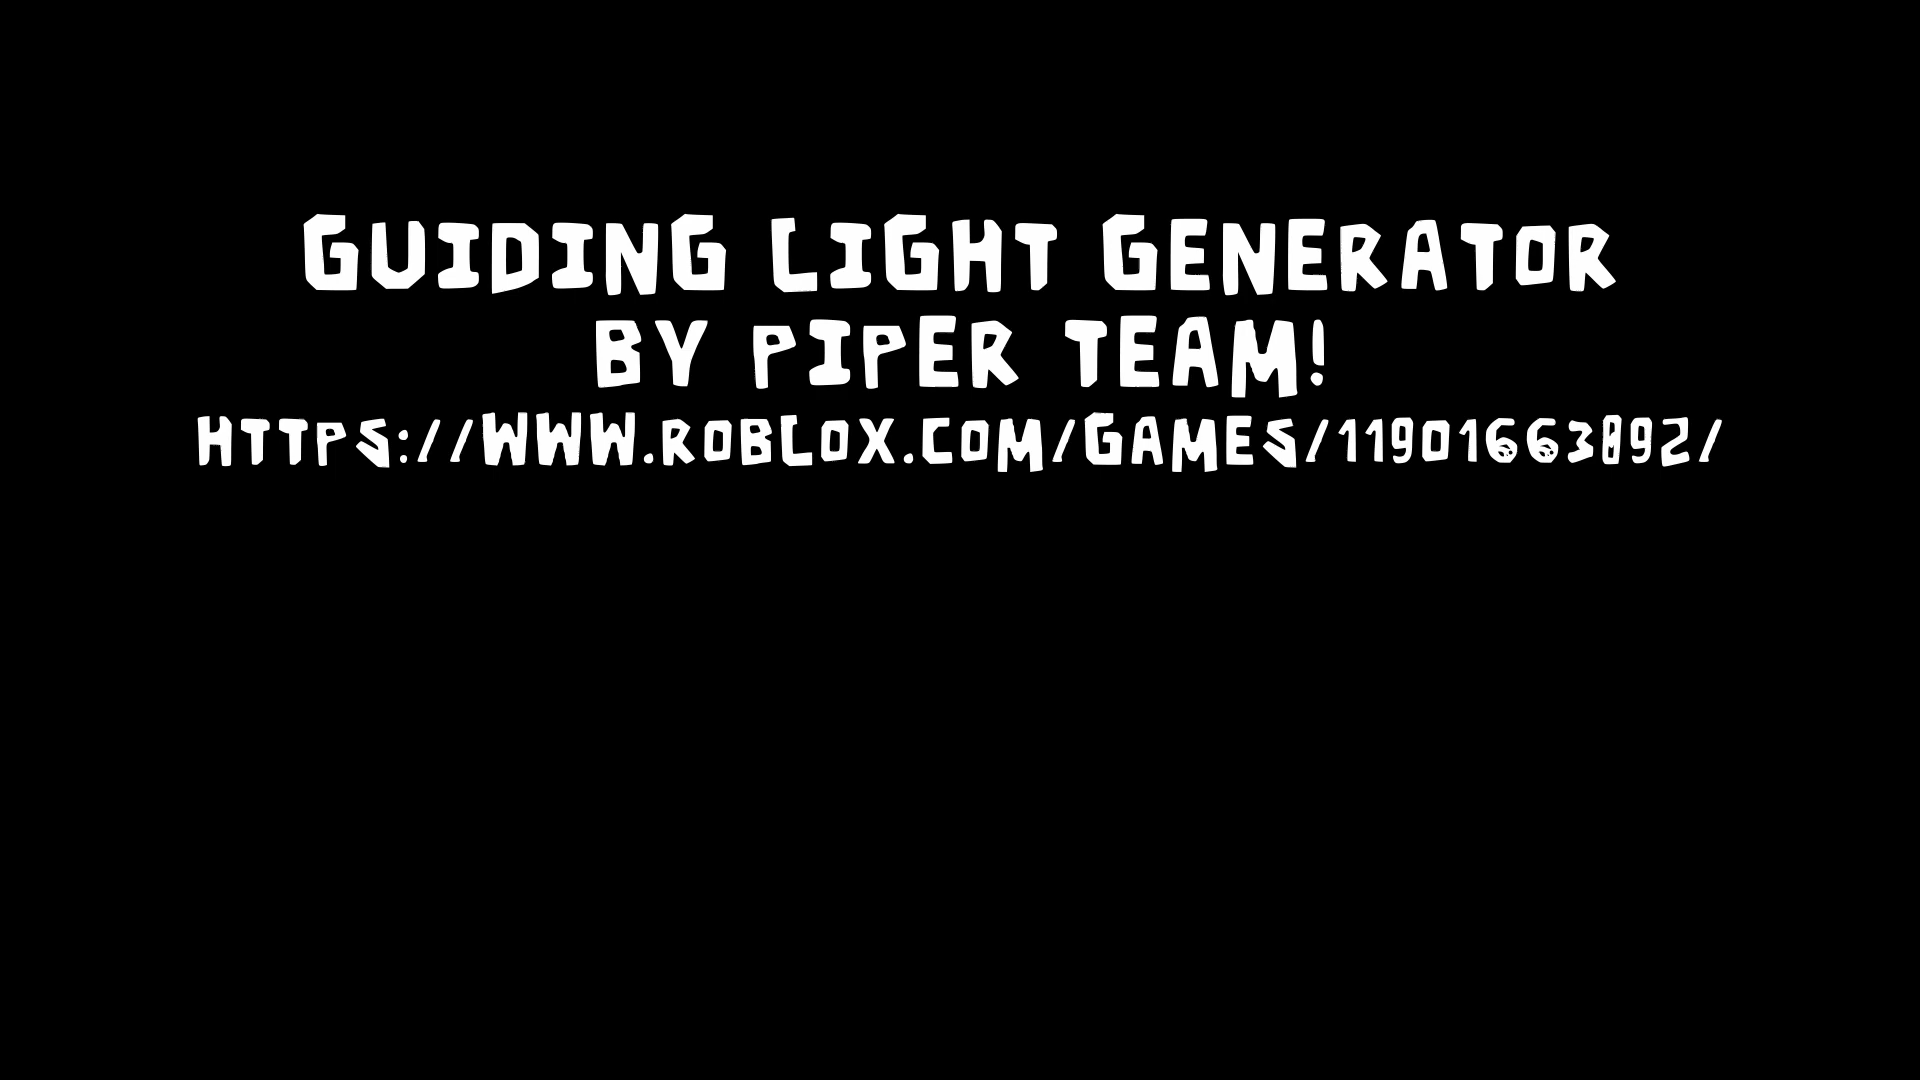 GUIDING LIGHT GENERATOR
BY PIPER TEAM!
HTTPS://WWW.ROBLOX.COM/GAMES/11901663892/